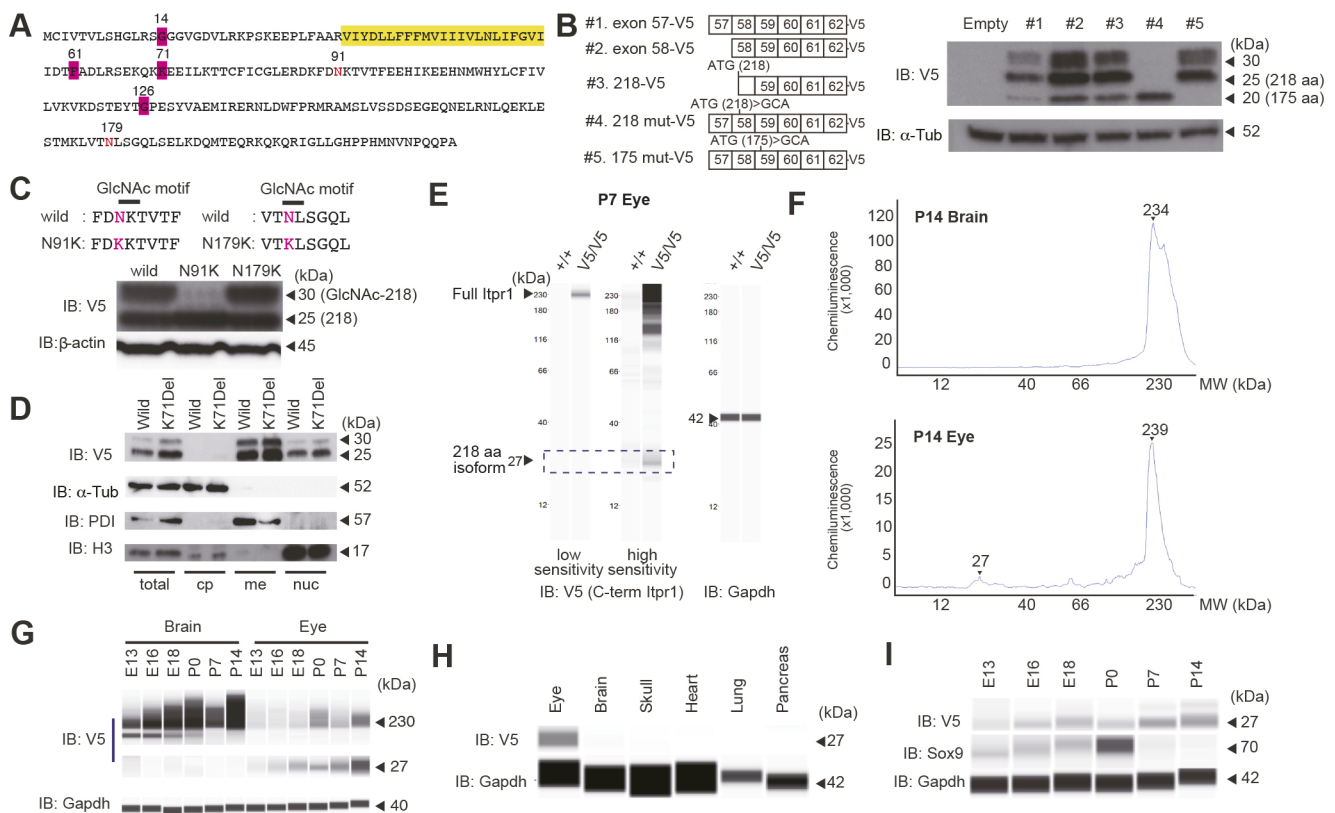 A
14
MCIVTVLSHGLRSGGGVGDVLRKPSKEEPLFAARVIYDLLFFFMVIIIVLNLIFGVI
61 71 91
IDTFADLRSEKQKKEEILKTTCFICGLERDKFDNKTVTFEEHIKEEHNMWHYLCFIV
126
LVKVKDSTEYTGPESYVAEMIRERNLDWFPRMRAMSLVSSDSEGEQNELRNLQEKLE
179
STMKLVTNLSGQLSELKDQMTEQRKQKQRIGLLGHPPHMNVNPQQPA
B
#1. exon 57-V5 57 58 59 60 61 62 -V5
#2. exon 58-V5 58 59 60 61 62 -V5
ATG (218)
#3. 218-V5 59 60 61 62 -V5
ATG (218)>GCA
#4. 218 mut-V5 57 58 59 60 61 62 -V5
ATG (175)>GCA
#5. 175 mut-V5 57 58 59 60 61 62 -V5
Empty #1 #2 #3 #4 #5
(kDa)
IB: V5
30
25 (218 aa)
20 (175 aa)
IB: α-Tub 52
C
GlcNAc motif GlcNAc motif
wild : FDNKTVTF wild : VTNLSGQL
N91K: FDKKTVTF N179K: VTKLSGQL
wild N91K N179K (kDa)
IB: V5
30 (GlcNAc-218)
25 (218)
IB:β-actin 45
D
Wild K71Del Wild K71Del Wild K71Del Wild K71Del
(kDa)
IB: V5
30
25
IB: α-Tub 52
IB: PDI 57
IB: H3 17
total cp me nuc
E
P7 Eye
+/+ V5/V5 +/+ V5/V5 +/+ V5/V5
(kDa)
Full Itpr1
230 230 230
180 180 180
116 116 116
66 66 66
42
40 40 40
218 aa
isoform 27
12 12 12
low sensitivity
high sensitivity
IB: V5 (C-term Itpr1) IB: Gapdh
F
P14 Brain
234
Chemiluminescence
(x1,000)
120
100
80
60
40
20
0
12 40 66 230 MW (kDa)
P14 Eye
239
27
Chemiluminescence
(x1,000)
25
20
15
10
5
0
12 40 66 230 MW (kDa)
G
Brain Eye
E13 E16 E18 P0 P7 P14 E13 E16 E18 P0 P7 P14
(kDa)
IB: V5
230
27
IB: Gapdh 40
H
Eye Brain Skull Heart Lung Pancreas
(kDa)
IB: V5 27
IB: Gapdh 42
I
E13 E16 E18 P0 P7 P14
(kDa)
IB: V5 27
IB: Sox9 70
IB: Gapdh 42